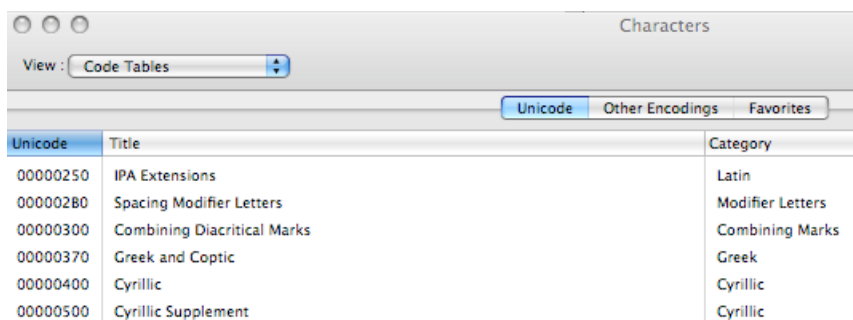 Characters
View : Code Tables
Unicode Other Encodings Favorites
Unicode Title Category
00000250 IPA Extensions Latin
000002B0 Spacing Modifier Letters Modifier Letters
00000300 Combining Diacritical Marks Combining Marks
00000370 Greek and Coptic Greek
00000400 Cyrillic Cyrillic
00000500 Cyrillic Supplement Cyrillic